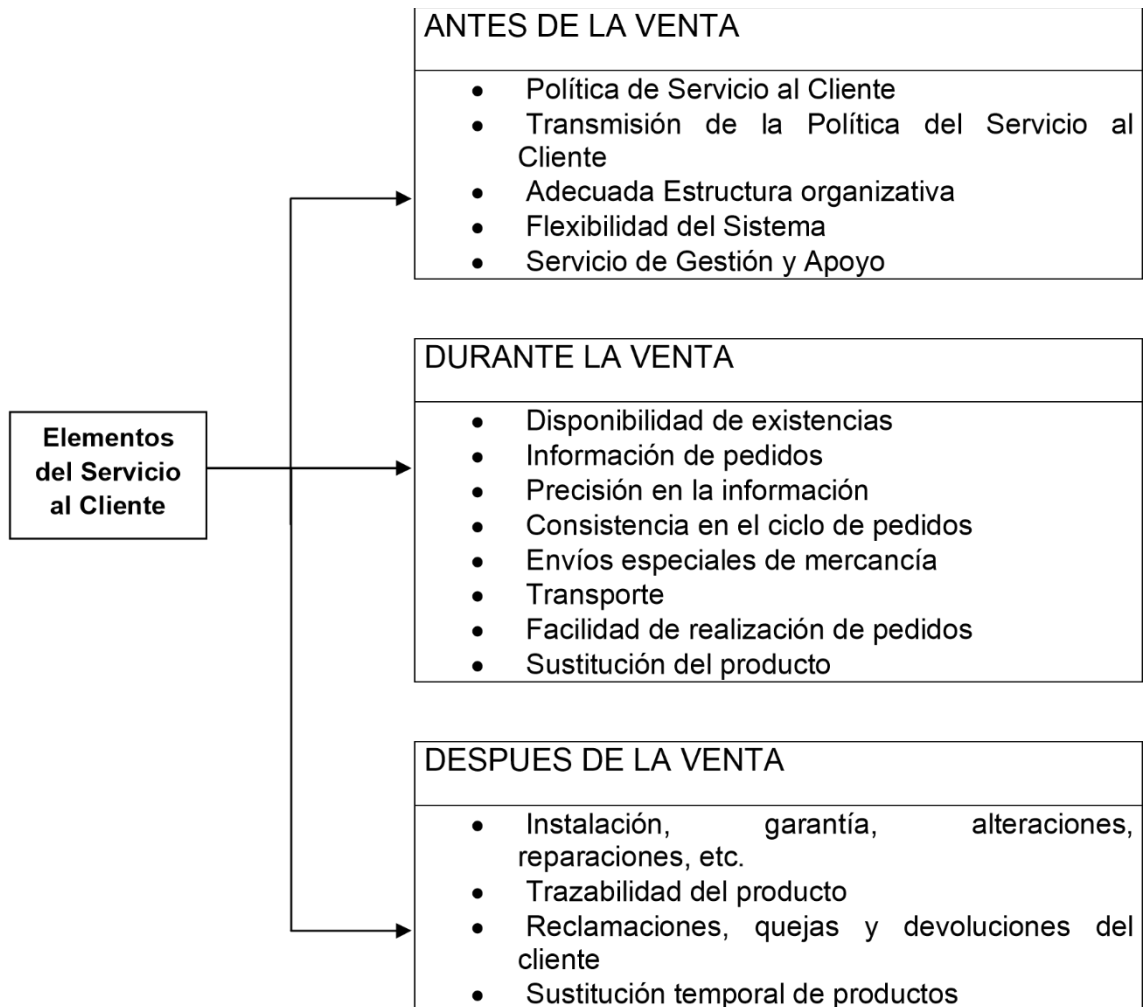 ANTES DE LA VENTA
• Política de Servicio al Cliente
• Transmisión de la Política del Servicio al
Cliente
• Adecuada Estructura organizativa
• Flexibilidad del Sistema
• Servicio de Gestión y Apoyo
Elementos
del Servicio
al Cliente
DURANTE LA VENTA
• Disponibilidad de existencias
• Información de pedidos
• Precisión en la información
• Consistencia en el ciclo de pedidos
• Envíos especiales de mercancía
• Transporte
• Facilidad de realización de pedidos
• Sustitución del producto
DESPUES DE LA VENTA
• Instalación, garantía, alteraciones,
reparaciones, etc.
• Trazabilidad del producto
• Reclamaciones, quejas y devoluciones del
cliente
• Sustitución temporal de productos